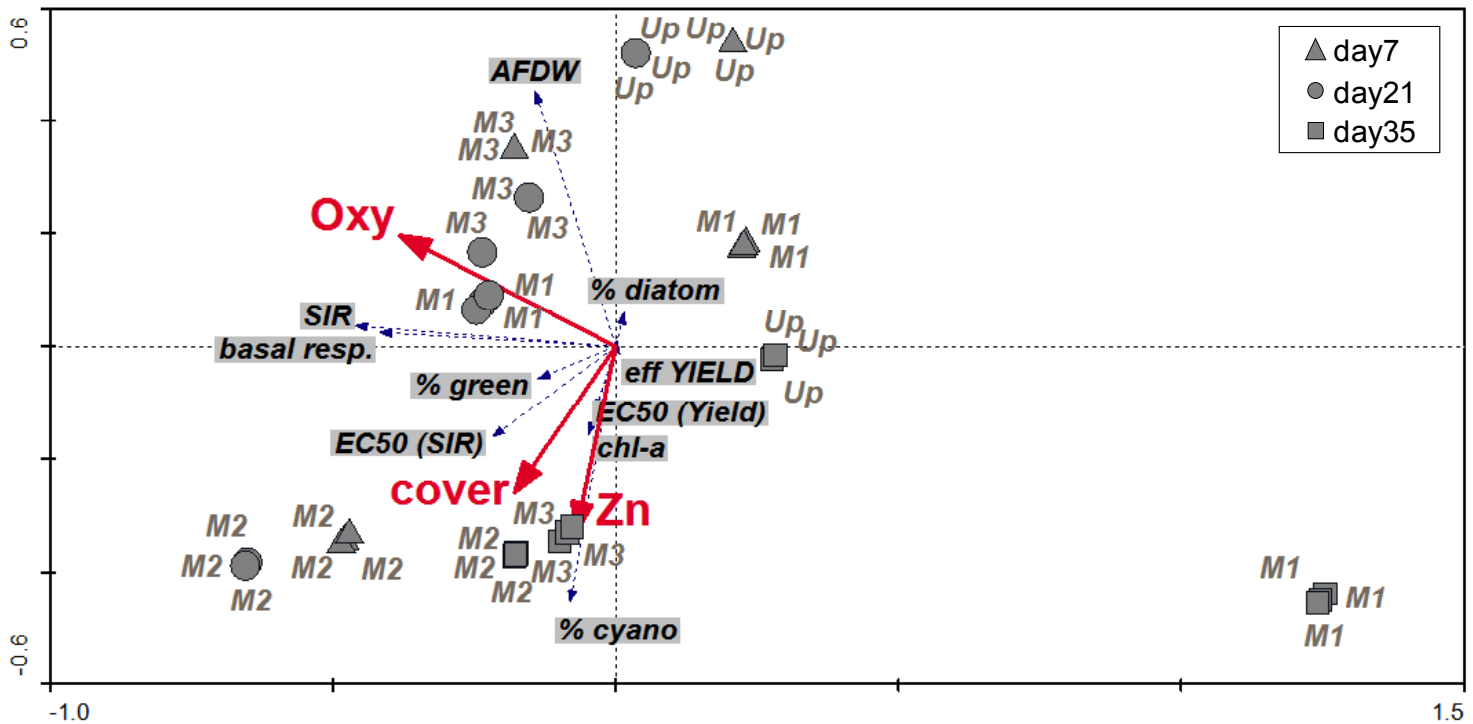 0.6
Up Up
Up
Up Up
Up
day7
day21
day35
AFDW
M3
M3 M3
M3
M3
M3
Oxy
M1 M1
M1
% diatom
M1
M1
M1
SIR
basal resp.
Up
Up
Up
% green
eff YIELD
EC50 (Yield)
EC50 (SIR)
chl-a
cover
Zn
M3
M3
M3
M2
M2
M2
M2
M2
M2
M2
M2
M2
M1
M1
M1
% cyano
-0.6
-1.0
1.5